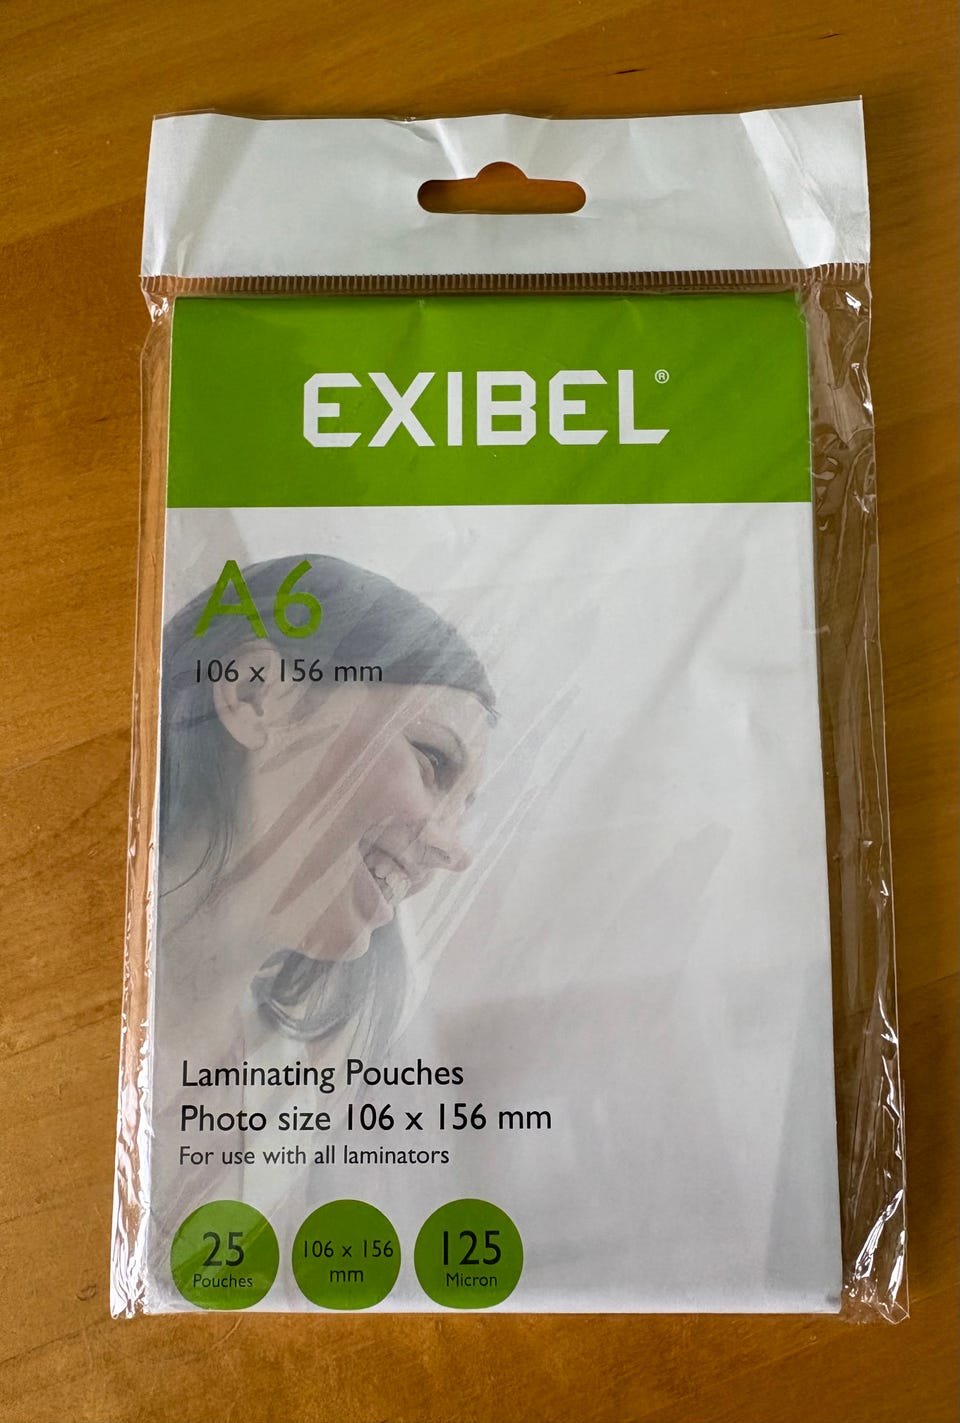 EXIBEL®
A6
106 x 156 mm
Laminating Pouches
Photo size 106 x 156 mm
For use with all laminators
25
Pouches
106 x 156
mm
125
Micron